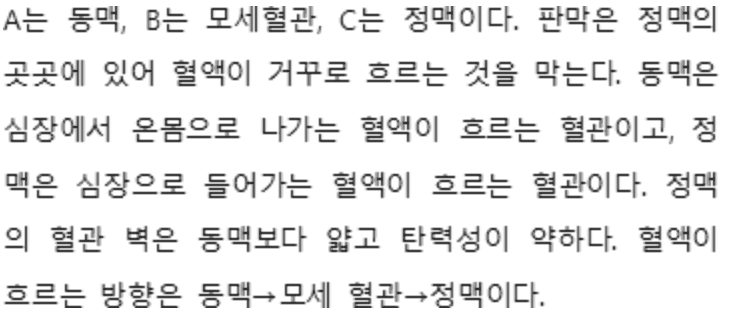 A는 동맥, B는 모세혈관, C는 정맥이다. 판막은 정맥의
곳곳에 있어 혈액이 거꾸로 흐르는 것을 막는다. 동맥은
심장에서 온몸으로 나가는 혈액이 흐르는 혈관이고, 정
맥은 심장으로 들어가는 혈액이 흐르는 혈관이다. 정맥
의 혈관 벽은 동맥보다 얇고 탄력성이 약하다. 혈액이
흐르는 방향은 동맥→모세 혈관→정맥이다.